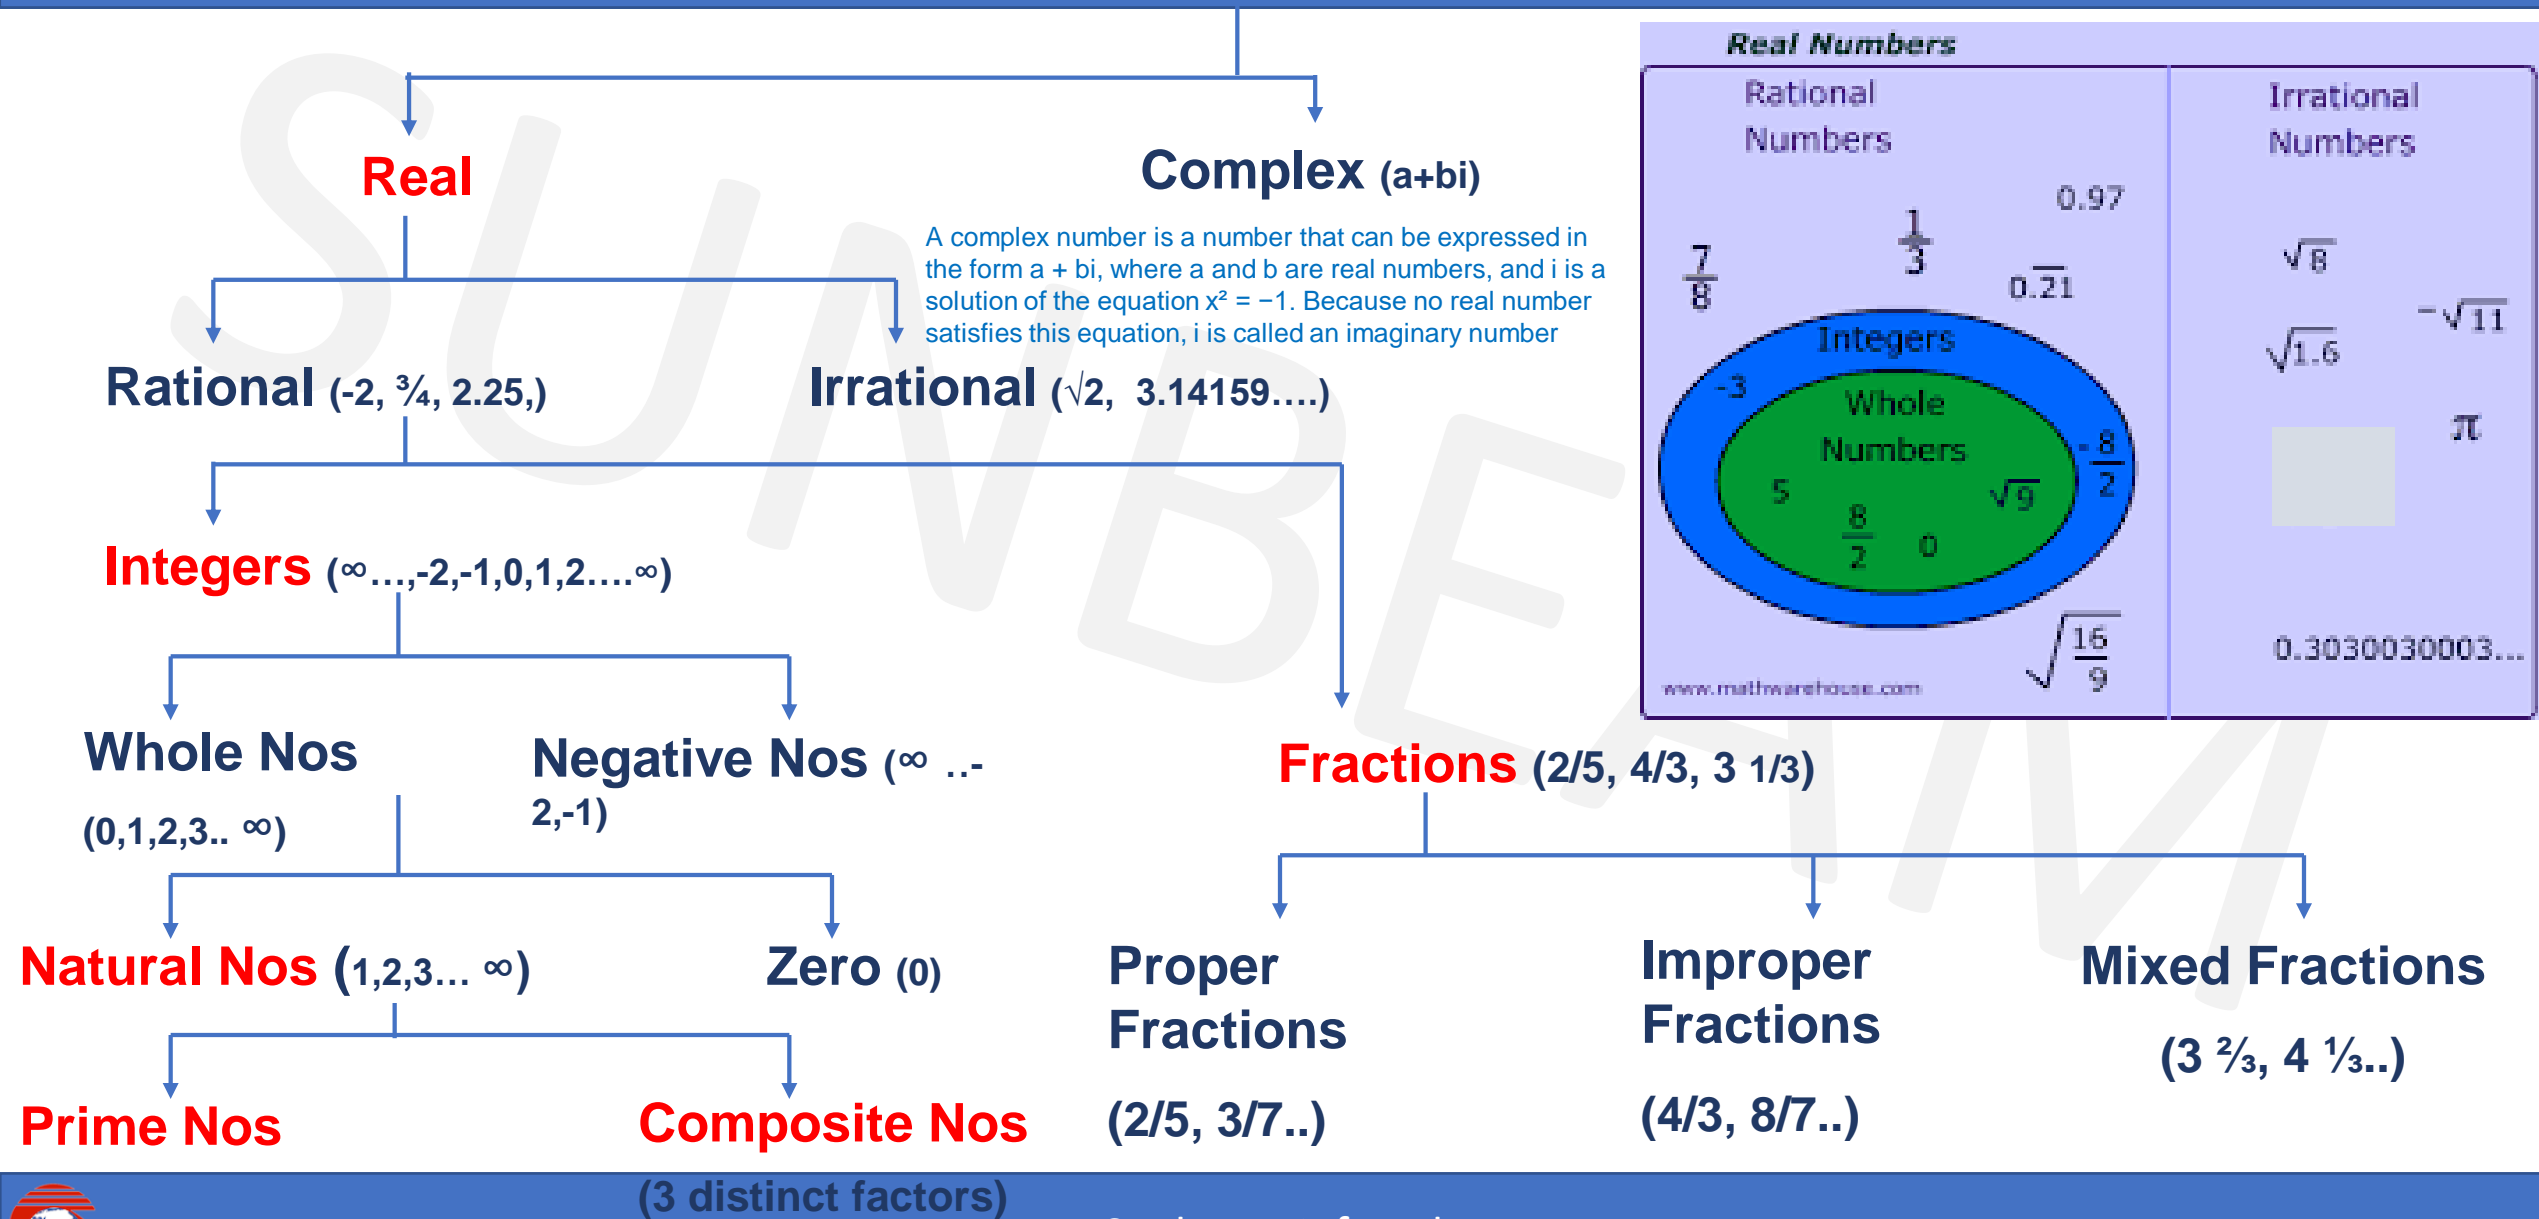 Real
Complex (a+bi)
A complex number is a number that can be expressed in
the form a + bi, where a and b are real numbers, and i is a
solution of the equation x² = −1. Because no real number
satisfies this equation, i is called an imaginary number
Rational (-2, ¾, 2.25,)
Irrational (√2, 3.14159....)
Integers (∞...,-2,-1,0,1,2....∞)
Whole Nos
(0,1,2,3.. ∞)
Negative Nos (∞ ..-
2,-1)
Fractions (2/5, 4/3, 3 1/3)
Natural Nos (1,2,3... ∞)
Zero (0)
Proper
Fractions
(2/5, 3/7..)
Improper
Fractions
(4/3, 8/7..)
Mixed Fractions
(3 ⅔, 4 ⅓..)
Prime Nos
Composite Nos
(3 distinct factors)
Real Numbers
Rational
Numbers
0.97
1/3
7/8
0.2̅1̅
Integers
-3
Whole
Numbers
-8/2
5
√9
8/2
0
√(16/9)
www.mathwarehouse.com
Irrational
Numbers
√8
-√11
√1.6
π
0.3030030003...
SUNBEAM